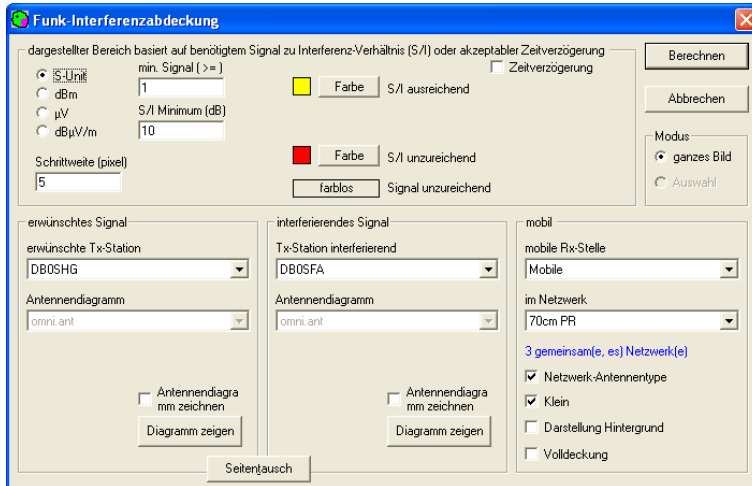 Funk-Interferenzabdeckung
dargestellter Bereich basiert auf benötigtem Signal zu Interferenz-Verhältnis (S/I) oder akzeptabler Zeitverzögerung
S-Unit
dBm
µV
dBµV/m
min. Signal ( >= )
1
S/I Minimum (dB)
10
Schrittweite (pixel)
5
Zeitverzögerung
Farbe S/I ausreichend
Farbe S/I unzureichend
farblos Signal unzureichend
Berechnen
Abbrechen
Modus
ganzes Bild
Auswahl
erwünschtes Signal
erwünschte Tx-Station
DB0SHG
Antennendiagramm
omni.ant
Antennendiagra
mm zeichnen
Diagramm zeigen
interferierendes Signal
Tx-Station interferierend
DB0SFA
Antennendiagramm
omni.ant
Antennendiagra
mm zeichnen
Diagramm zeigen
Seitentausch
mobil
mobile Rx-Stelle
Mobile
im Netzwerk
70cm PR
3 gemeinsam(e, es) Netzwerk(e)
Netzwerk-Antennentype
Klein
Darstellung Hintergrund
Volldeckung